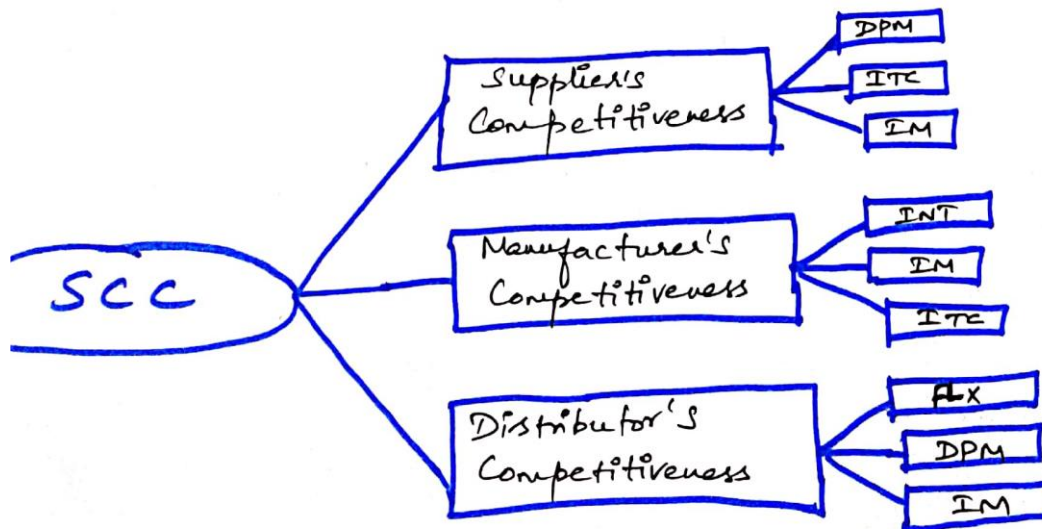 SCC
Supplier's
Competitiveness
DPM
ITC
IM
Manufacturer's
Competitiveness
INT
IM
ITC
Distributor's
Competitiveness
FLX
DPM
IM